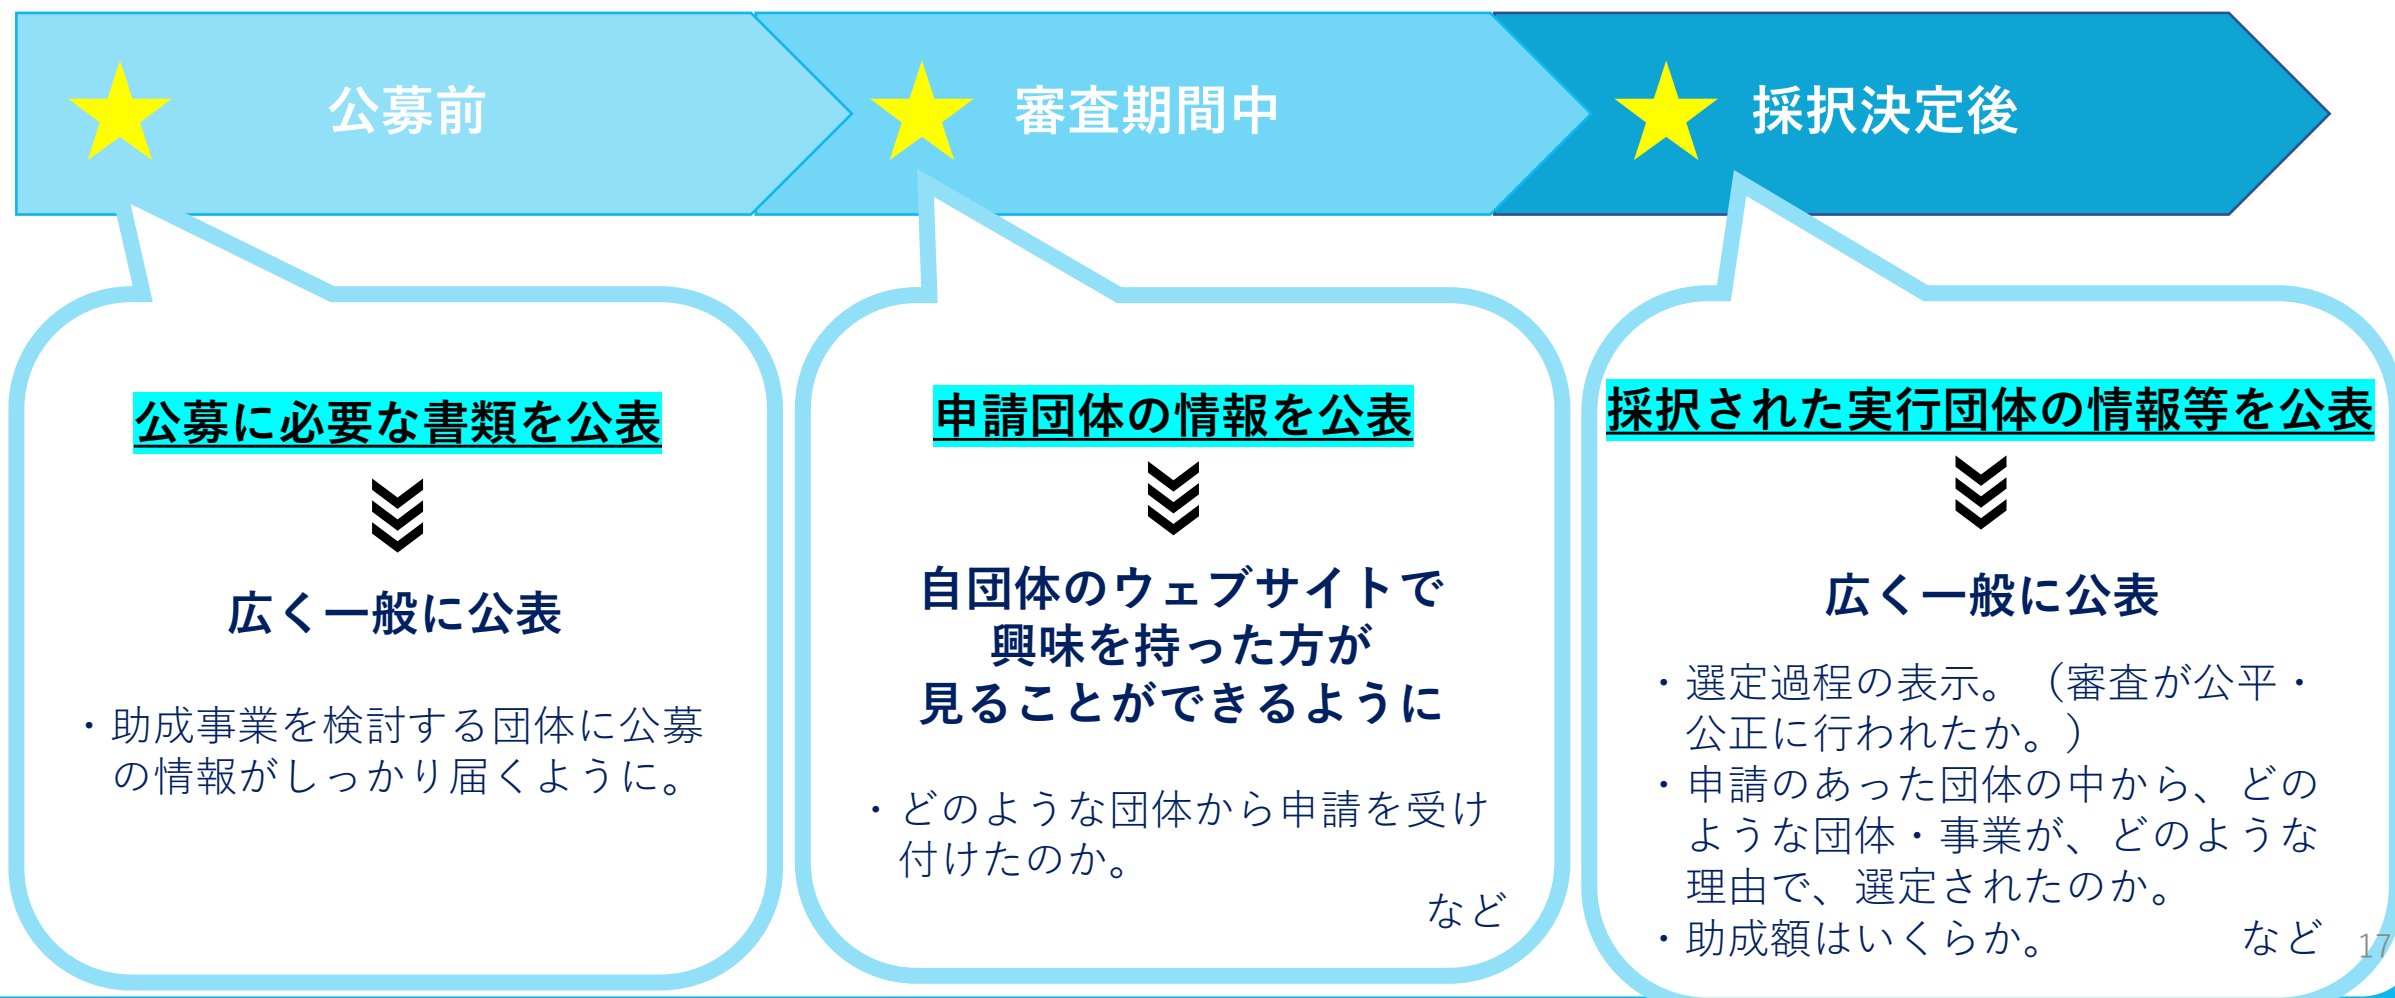 公募前
審査期間中
採択決定後
公募に必要な書類を公表
広く一般に公表
・助成事業を検討する団体に公募
の情報がしっかり届くように。
申請団体の情報を公表
自団体のウェブサイトで
興味を持った方が
見ることができるように
・どのような団体から申請を受け
付けたのか。
など
採択された実行団体の情報等を公表
広く一般に公表
・選定過程の表示。（審査が公平・
公正に行われたか。）
・申請のあった団体の中から、どの
ような団体・事業が、どのような
理由で、選定されたのか。
・助成額はいくらか。 など
17